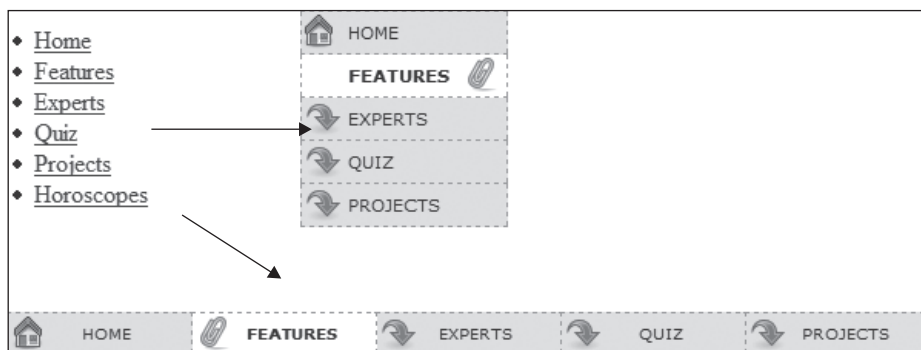 Home
Features
Experts
Quiz
Projects
Horoscopes
HOME
FEATURES
EXPERTS
QUIZ
PROJECTS
HOME FEATURES EXPERTS QUIZ PROJECTS